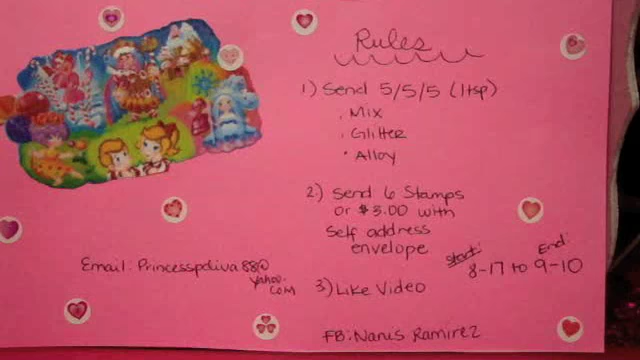 Rules
1) Send 5/5/5 (1tsp)
. Mix
. Glitter
• Alloy
2) Send 6 Stamps
or $3.00 with
Self address
envelope
Start: End:
8-17 to 9-10
3) Like Video
Email: Princesspdiva88@
yahoo.
com
FB: Nanis Ramirez